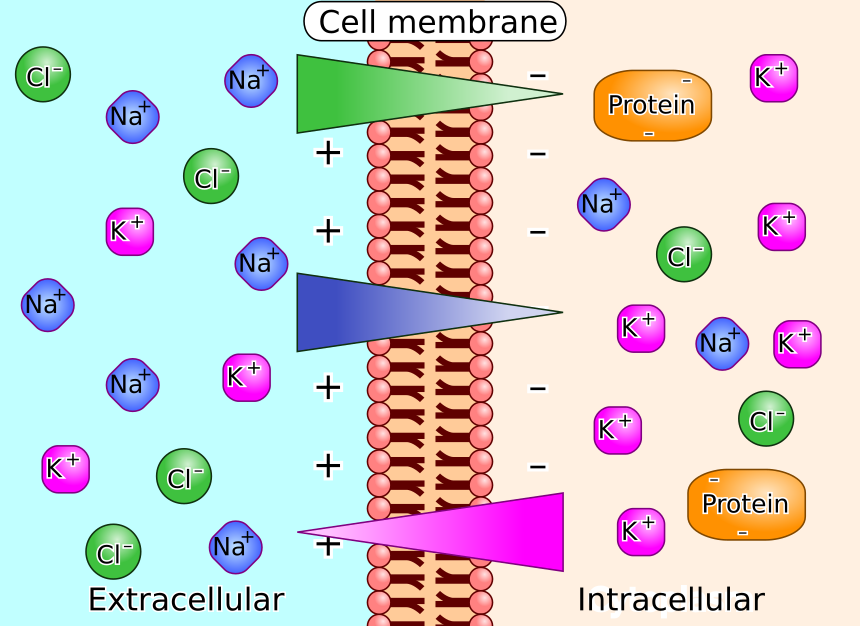 Cell membrane
Cl⁻
Na⁺
Na⁺
Cl⁻
K⁺
Na⁺
Na⁺
Na⁺
K⁺
K⁺
Cl⁻
Cl⁻
Na⁺
Extracellular
+
+
+
+
+
-
-
-
-
-
Protein
-
-
K⁺
Na⁺
K⁺
Cl⁻
K⁺
Na⁺
K⁺
K⁺
Cl⁻
-
Protein
-
K⁺
Intracellular